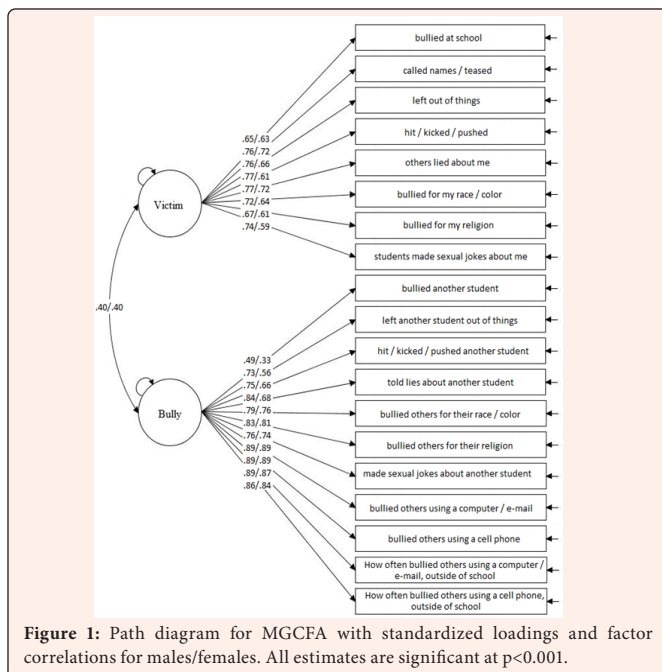 bullied at school
called names / teased
left out of things
hit / kicked / pushed
others lied about me
bullied for my race / color
bullied for my religion
students made sexual jokes about me
.65/.63
.76/.72
.76/.66
.77/.61
.77/.72
.72/.64
.67/.61
.74/.59
Victim
.40/.40
bullied another student
left another student out of things
hit / kicked / pushed another student
told lies about another student
bullied others for their race / color
bullied others for their religion
made sexual jokes about another student
bullied others using a computer / e-mail
bullied others using a cell phone
How often bullied others using a computer /
e-mail, outside of school
How often bullied others using a cell phone,
outside of school
.49/.33
.73/.56
.75/.66
.84/.68
.79/.76
.83/.81
.76/.74
.89/.89
.89/.89
.89/.87
.86/.84
Bully
Figure 1: Path diagram for MGCFA with standardized loadings and factor
correlations for males/females. All estimates are significant at p<0.001.